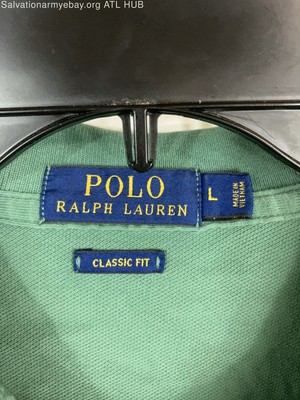 Salvationarmyebay.org ATL HUB
POLO
RALPH LAUREN
L
MADE IN
VIETNAM
CLASSIC FIT